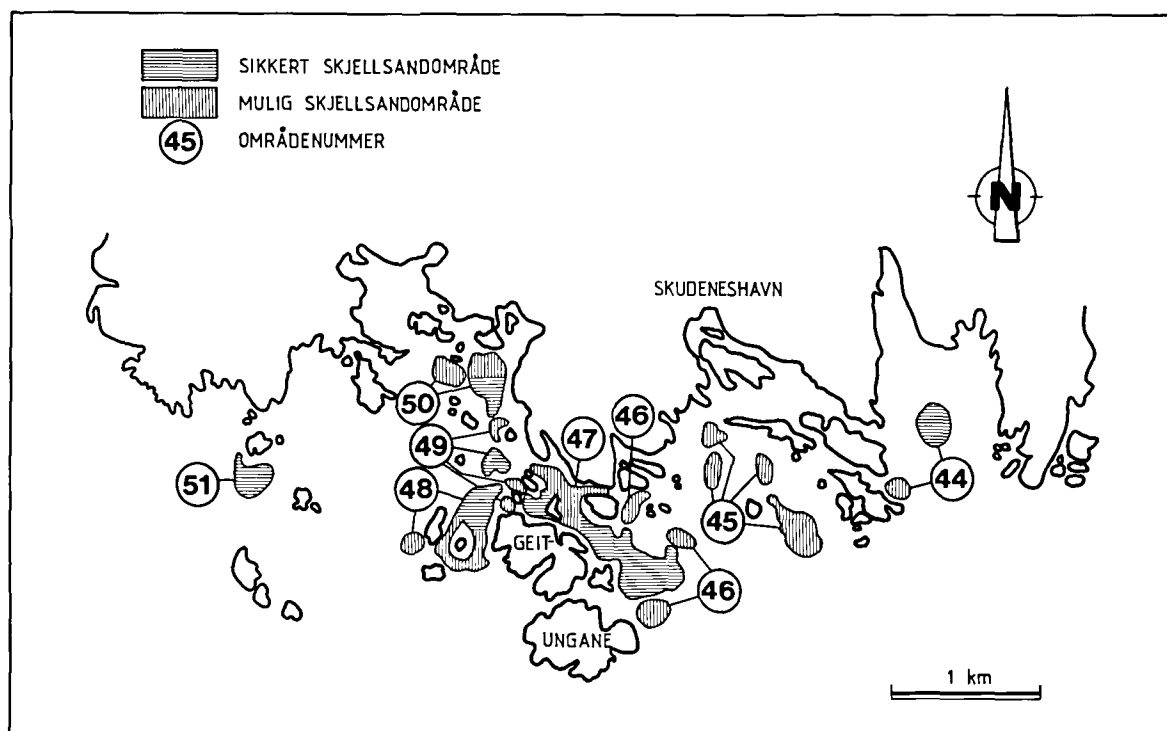 SIKKERT SKJELLSANDOMRÅDE
MULIG SKJELLSANDOMRÅDE
45 OMRÅDENUMMER
N
SKUDENESHAVN
50
46
49
47
44
51
48
45
GEIT-
46
UNGANE
1 km